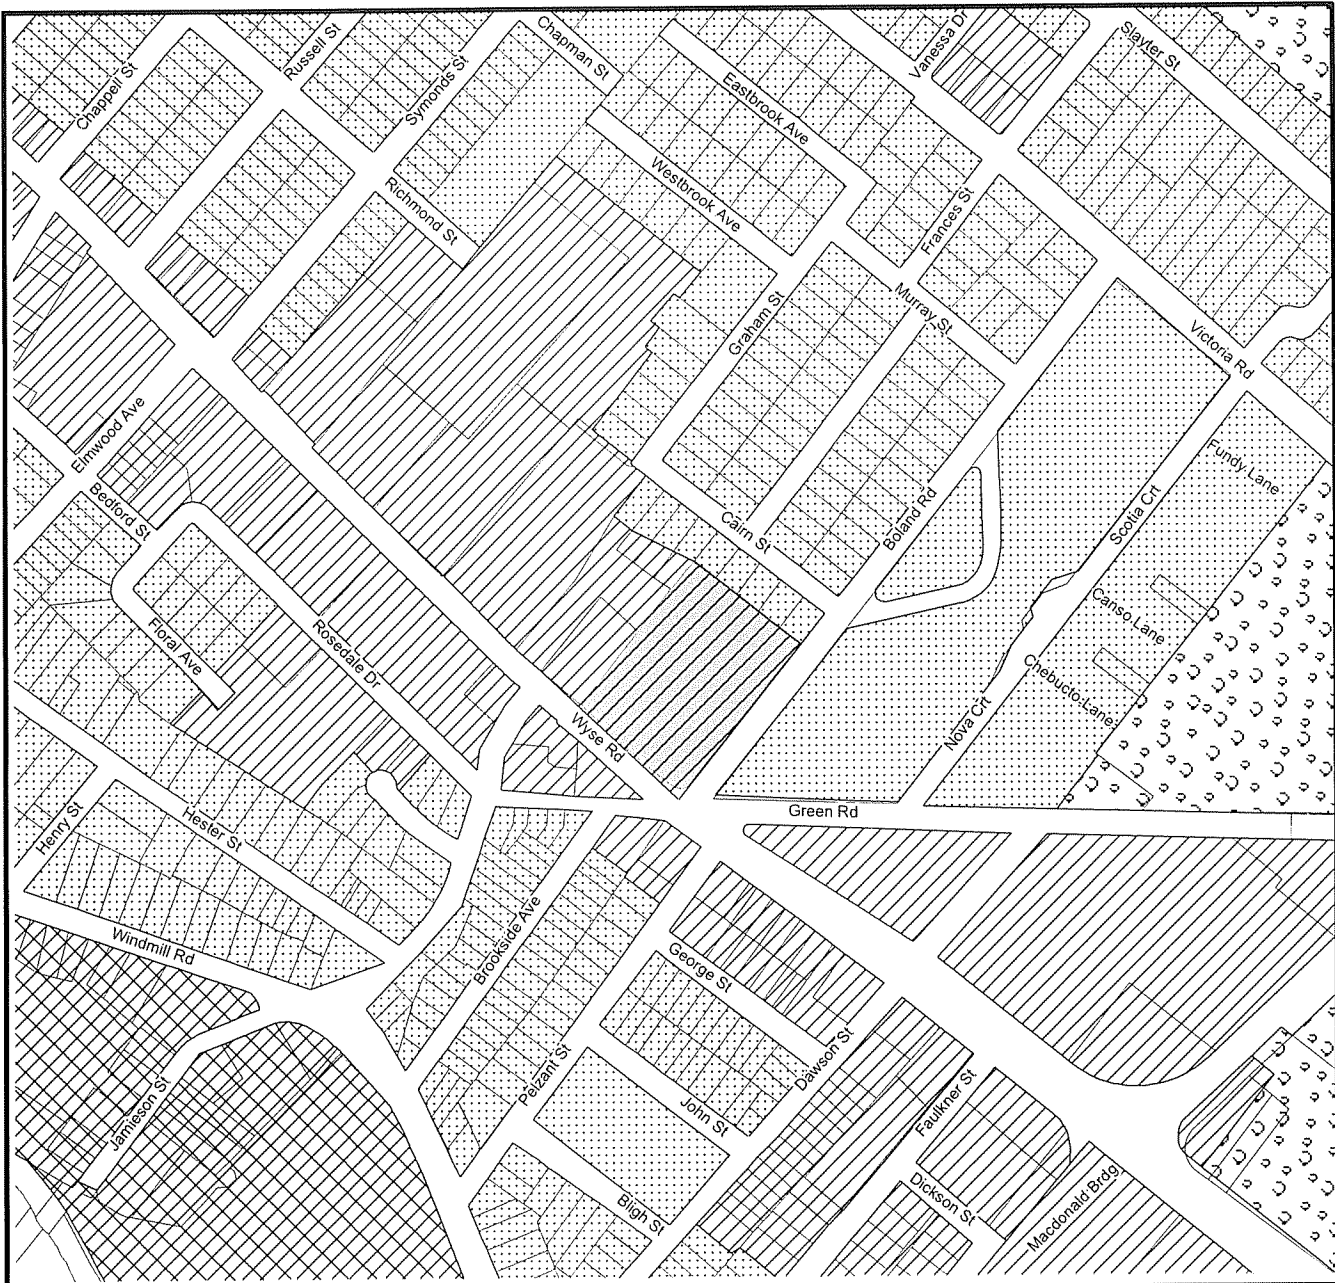 Chappell St
Russell St
Symonds St
Chapman St
Eastbrook Ave
Vanessa Dr
Slayter St
Richmond St
Westbrook Ave
Frances St
Murray St
Graham St
Victoria Rd
Elmwood Ave
Bedford St
Cairn St
Boland Rd
Scotia Crt
Fundy Lane
Floral Ave
Rosedale Dr
Canso Lane
Chebucto Lane
Nova Crt
Wyse Rd
Green Rd
Henry St
Hester St
Windmill Rd
Brookside Ave
George St
Pelzant St
Dawson St
John St
Faulkner St
Jamieson St
Dickson St
Bligh St
Macdonald Brdg